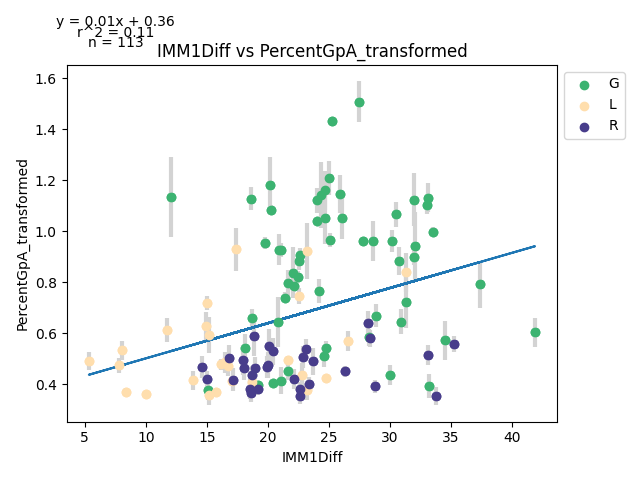 y = 0.01x + 0.36
r^2 = 0.11
n = 113
IMM1Diff vs PercentGpA_transformed
G
L
R
PercentGpA_transformed
1.6
1.4
1.2
1.0
0.8
0.6
0.4
5 10 15 20 25 30 35 40
IMM1Diff